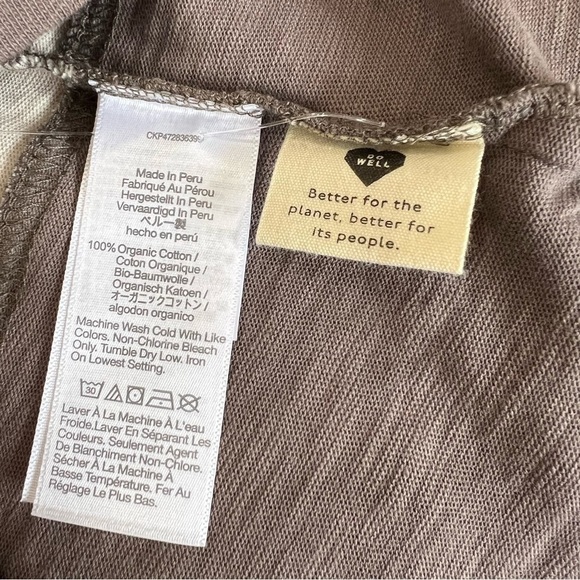 CKP47283639
Made In Peru
Fabriqué Au Pérou
Hergestellt In Peru
Vervaardigd In Peru
ペルー製
hecho en perú
100% Organic Cotton /
Coton Organique /
Bio-Baumwolle /
Organisch Katoen /
オーガニックコットン /
algodon organico
Machine Wash Cold With Like
Colors. Non-Chlorine Bleach
Only. Tumble Dry Low. Iron
On Lowest Setting.
30
Laver À La Machine À L'eau
Froide.Laver En Séparant Les
Couleurs. Seulement Agent
De Blanchiment Non-Chlore.
Sécher À La Machine À
Basse Température. Fer Au
Réglage Le Plus Bas.
DO
WELL
Better for the
planet, better for
its people.